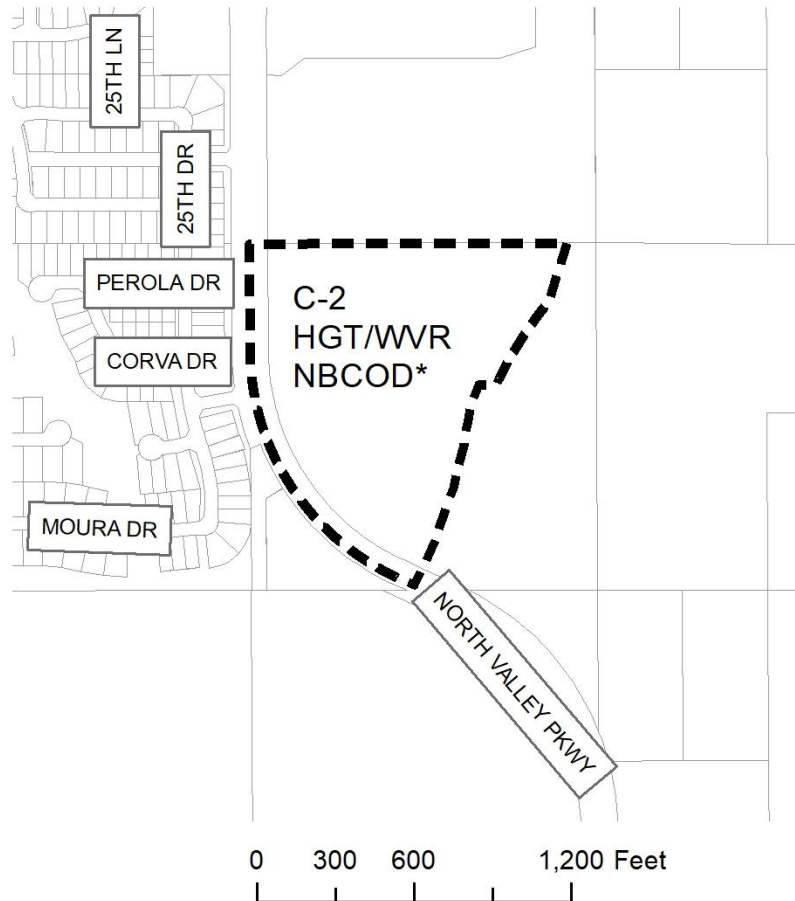 25TH LN
25TH DR
PEROLA DR
C-2
HGT/WVR
NBCOD*
CORVA DR
MOURA DR
NORTH VALLEY PKWY
0 300 600 1,200 Feet